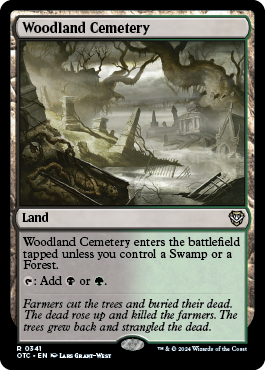 Woodland Cemetery
Land
Woodland Cemetery enters the battlefield
tapped unless you control a Swamp or a
Forest.
: Add or .
Farmers cut the trees and buried their dead.
The dead rose up and killed the farmers. The
trees grew back and strangled the dead.
R 0341
OTC • EN Lars Grant-West
™ & © 2024 Wizards of the Coast